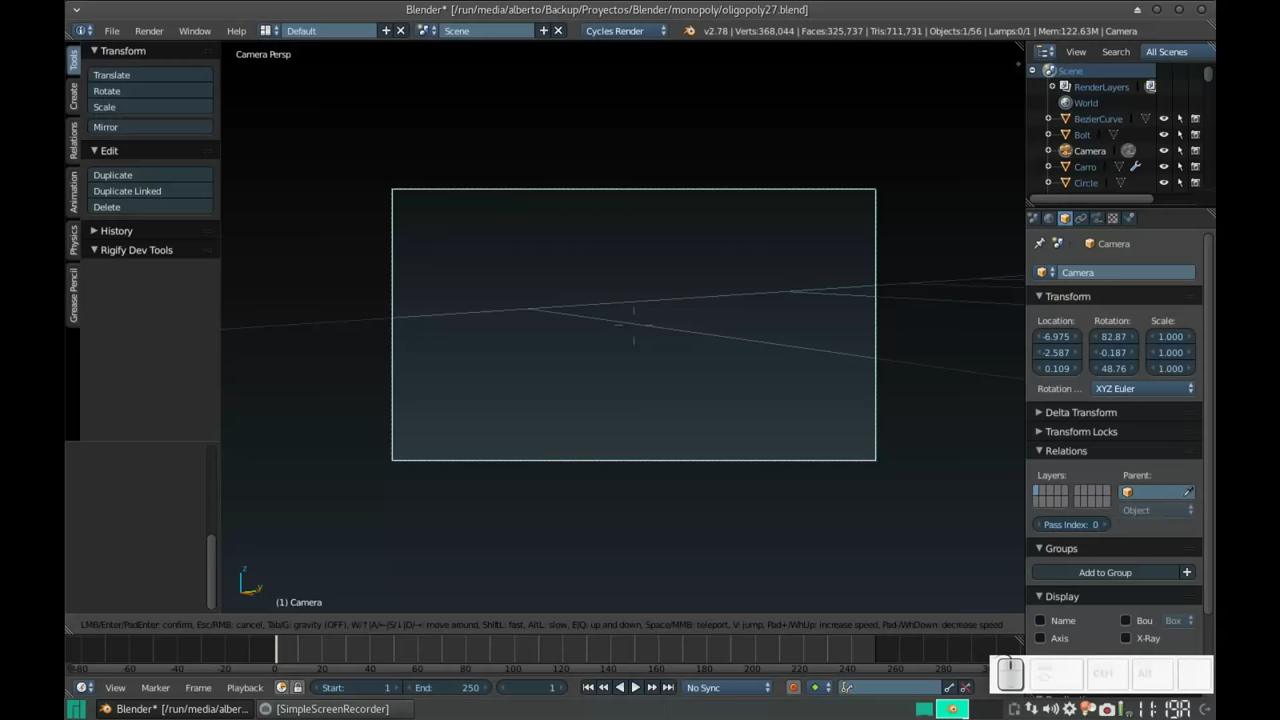 Blender* [/run/media/alberto/Backup/Proyectos/Blender/monopoly/oligopoly27.blend]
File Render Window Help Default Scene Cycles Render v2.78 | Verts:368,044 | Faces:325,737 | Tris:711,731 | Objects:1/56 | Lamps:0/1 | Mem:122.63M | Camera
Tools
Create
Relations
Animation
Physics
Grease Pencil
Transform
Translate
Rotate
Scale
Mirror
Edit
Duplicate
Duplicate Linked
Delete
History
Rigify Dev Tools
Camera Persp
z
y
(1) Camera
LMB/Enter/PadEnter: confirm, Esc/RMB: cancel, Tab/G: gravity (OFF), W/↑|A/←|S/↓|D/→: move around, Shift: fast, Alt: slow, E|Q: up and down, Space/MMB: teleport, V: jump, Pad+/WhUp: increase speed, Pad-/WhDown: decrease speed
View Search All Scenes
Scene
RenderLayers
World
BezierCurve
Bolt
Camera
Carro
Circle
Camera
Camera
Transform
Location: Rotation: Scale:
-6.975 82.87 1.000
-2.587 -0.187 1.000
0.109 48.76 1.000
Rotation ... XYZ Euler
Delta Transform
Transform Locks
Relations
Layers: Parent:
Object
Pass Index: 0
Groups
Add to Group
Display
Name Bou Box
Axis X-Ray
-80 -60 -40 -20 0 20 40 60 80 100 120 140 160 180 200 220 240 260 280
View Marker Frame Playback Start: 1 End: 250 1 No Sync
Ctrl Alt
Blender* [/run/media/alber... [SimpleScreenRecorder]